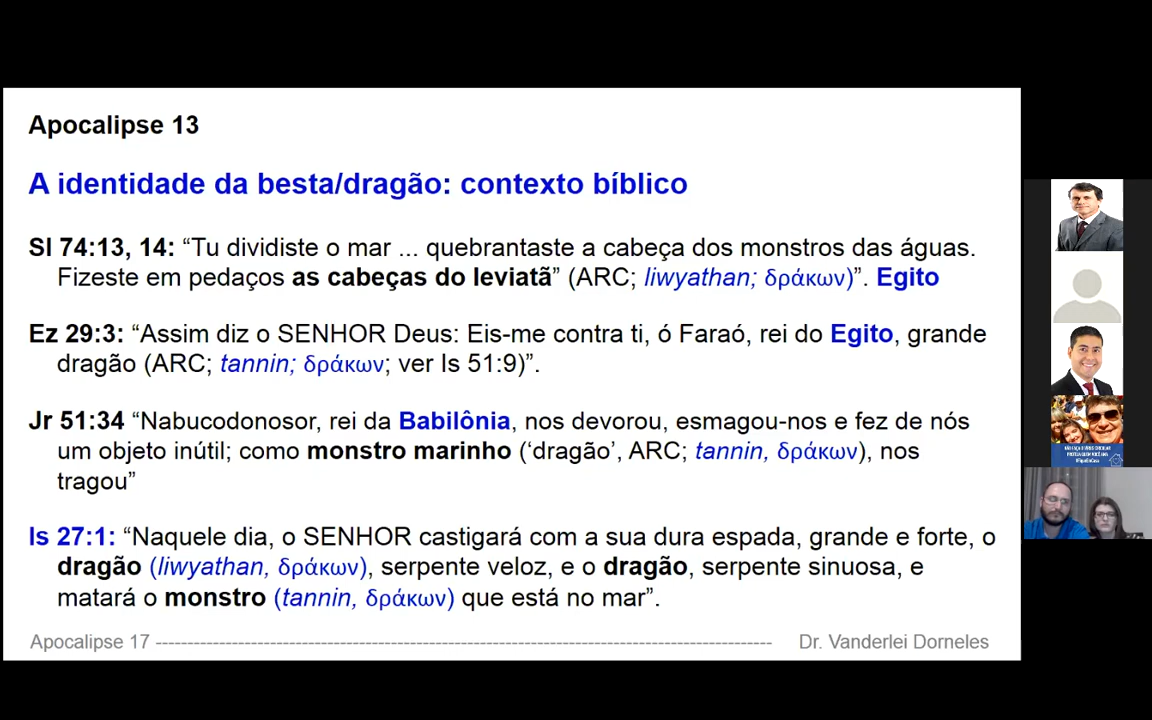 Apocalipse 13
A identidade da besta/dragão: contexto bíblico
Sl 74:13, 14: “Tu dividiste o mar ... quebrantaste a cabeça dos monstros das águas.
Fizeste em pedaços as cabeças do leviatã” (ARC; liwyathan; δράκων)”. Egito
Ez 29:3: “Assim diz o SENHOR Deus: Eis-me contra ti, ó Faraó, rei do Egito, grande
dragão (ARC; tannin; δράκων; ver Is 51:9)”.
Jr 51:34 “Nabucodonosor, rei da Babilônia, nos devorou, esmagou-nos e fez de nós
um objeto inútil; como monstro marinho (‘dragão’, ARC; tannin, δράκων), nos
tragou”
Is 27:1: “Naquele dia, o SENHOR castigará com a sua dura espada, grande e forte, o
dragão (liwyathan, δράκων), serpente veloz, e o dragão, serpente sinuosa, e
matará o monstro (tannin, δράκων) que está no mar”.
Apocalipse 17 ---------------------------------------------------------------------------------------- Dr. Vanderlei Dorneles